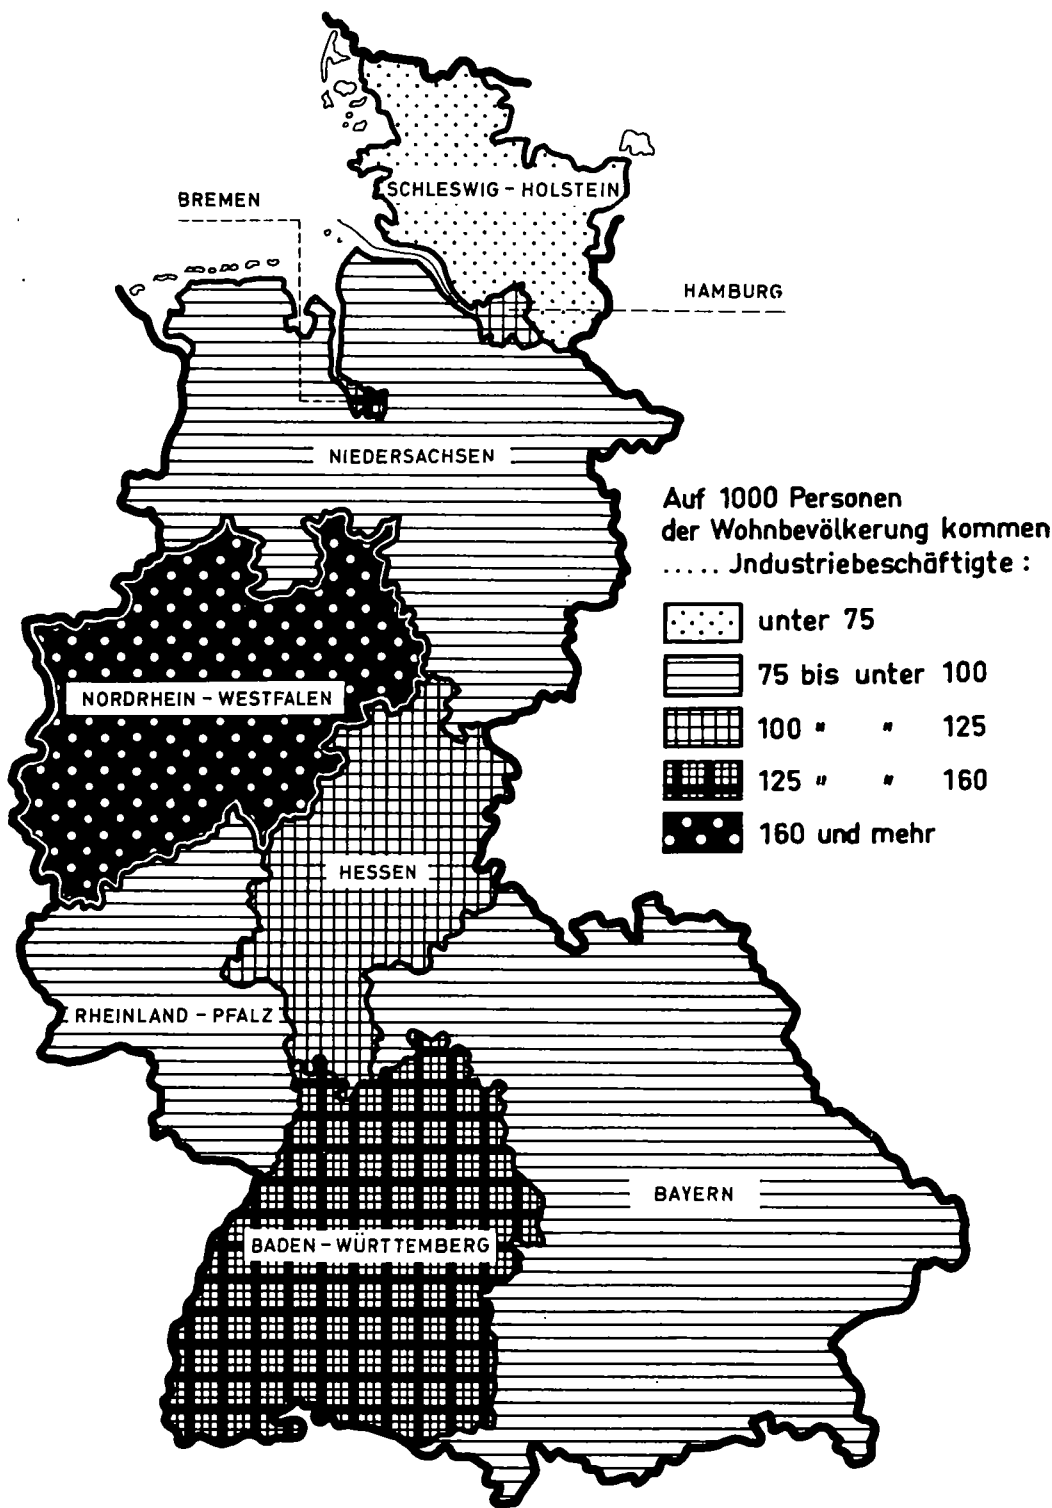 SCHLESWIG - HOLSTEIN
BREMEN
HAMBURG
NIEDERSACHSEN
Auf 1000 Personen
der Wohnbevölkerung kommen
..... Jndustriebeschäftigte :
unter 75
75 bis unter 100
100 " " 125
125 " " 160
160 und mehr
NORDRHEIN - WESTFALEN
HESSEN
RHEINLAND - PFALZ
BAYERN
BADEN - WÜRTTEMBERG